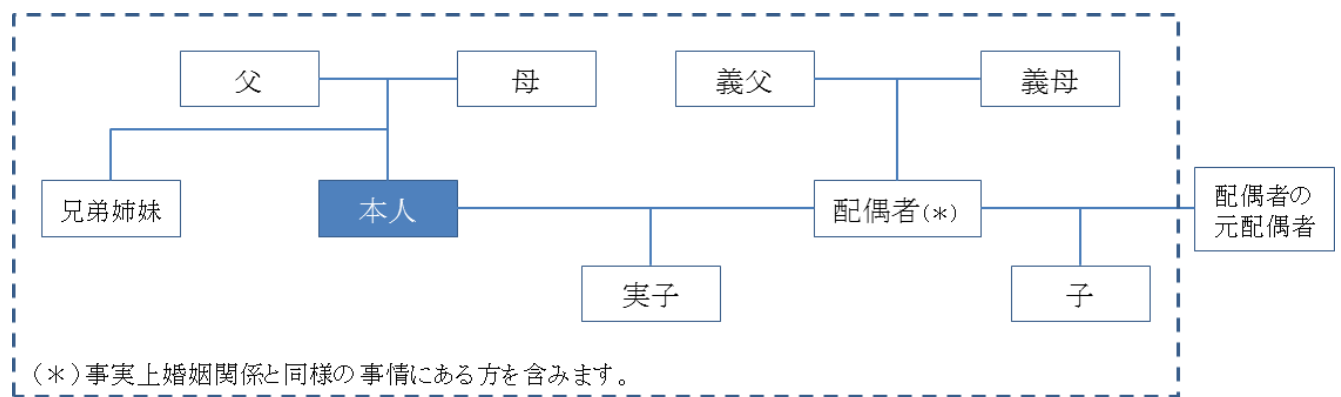 父
母
義父
義母
兄弟姉妹
本人
配偶者(＊)
配偶者の
元配偶者
実子
子
(＊)事実上婚姻関係と同様の事情にある方を含みます。